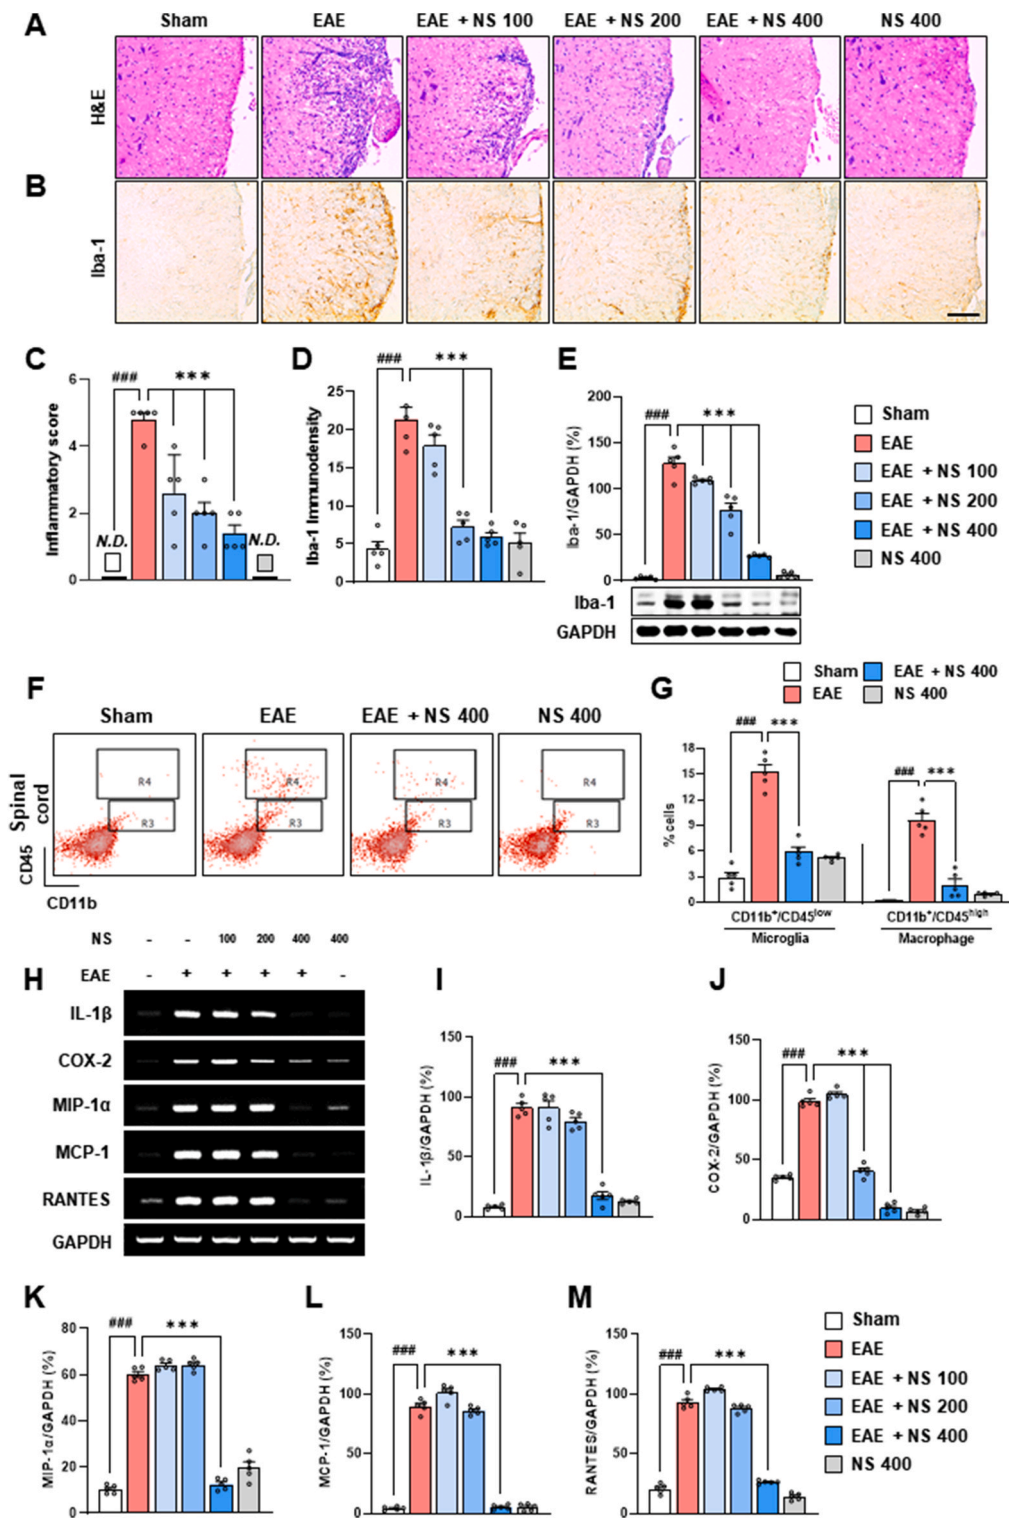 A
Sham EAE EAE + NS 100 EAE + NS 200 EAE + NS 400 NS 400
H&E
B
Iba-1
C
Inflammatory score
6
4
2
0
###
***
N.D.
N.D.
D
Iba-1 Immunodensity
25
20
15
10
5
0
###
***
E
Iba-1/GAPDH (%)
200
150
100
50
0
###
***
Iba-1
GAPDH
Sham
EAE
EAE + NS 100
EAE + NS 200
EAE + NS 400
NS 400
F
Sham EAE EAE + NS 400 NS 400
Spinal cord
CD45
CD11b
R4 R4 R4 R4
R3 R3 R3 R3
G
Sham EAE + NS 400
EAE NS 400
% cells
18
15
12
9
6
3
0
### ***
### ***
CD11b+/CD45low CD11b+/CD45high
Microglia Macrophage
H
NS - - 100 200 400 400
EAE - + + + + -
IL-1β
COX-2
MIP-1α
MCP-1
RANTES
GAPDH
I
IL-1β/GAPDH (%)
150
100
50
0
###
***
J
COX-2/GAPDH (%)
150
100
50
0
###
***
K
MIP-1α/GAPDH (%)
80
60
40
20
0
###
***
L
MCP-1/GAPDH (%)
150
100
50
0
###
***
M
RANTES/GAPDH (%)
150
100
50
0
###
***
Sham
EAE
EAE + NS 100
EAE + NS 200
EAE + NS 400
NS 400